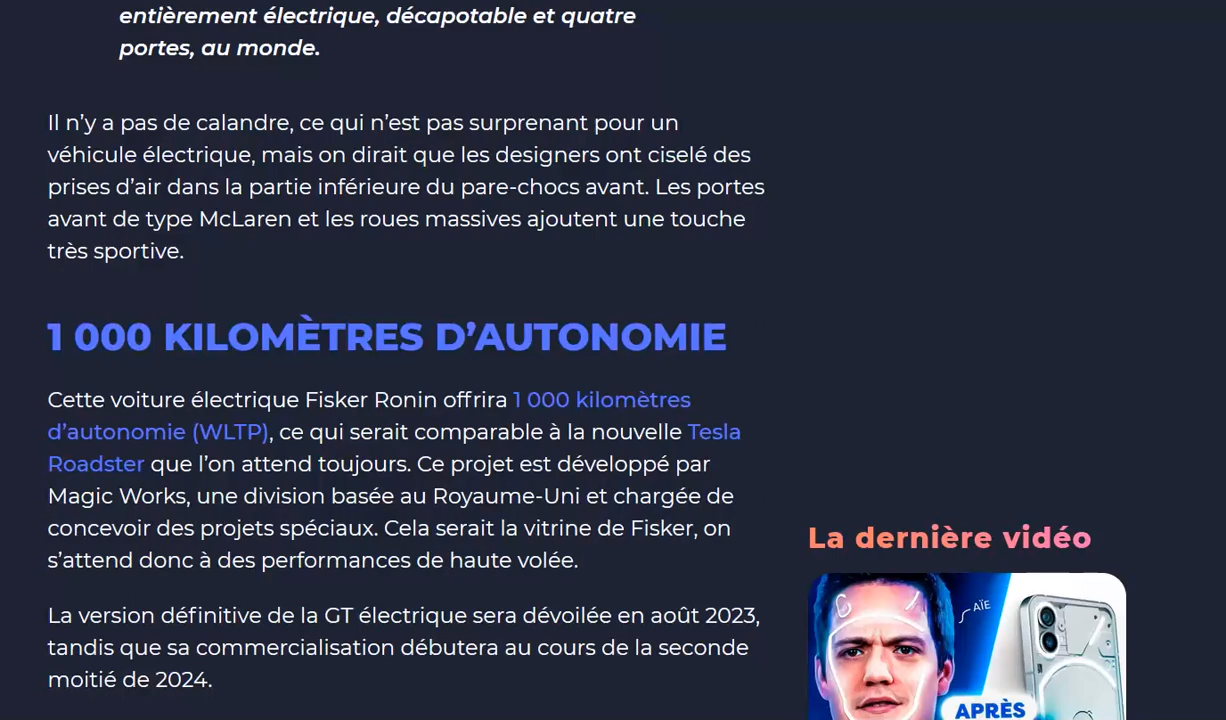 entièrement électrique, décapotable et quatre
portes, au monde.
Il n’y a pas de calandre, ce qui n’est pas surprenant pour un
véhicule électrique, mais on dirait que les designers ont ciselé des
prises d’air dans la partie inférieure du pare-chocs avant. Les portes
avant de type McLaren et les roues massives ajoutent une touche
très sportive.
1 000 KILOMÈTRES D’AUTONOMIE
Cette voiture électrique Fisker Ronin offrira 1 000 kilomètres
d’autonomie (WLTP), ce qui serait comparable à la nouvelle Tesla
Roadster que l’on attend toujours. Ce projet est développé par
Magic Works, une division basée au Royaume-Uni et chargée de
concevoir des projets spéciaux. Cela serait la vitrine de Fisker, on
s’attend donc à des performances de haute volée.
La version définitive de la GT électrique sera dévoilée en août 2023,
tandis que sa commercialisation débutera au cours de la seconde
moitié de 2024.
La dernière vidéo
AÏE
APRÈS